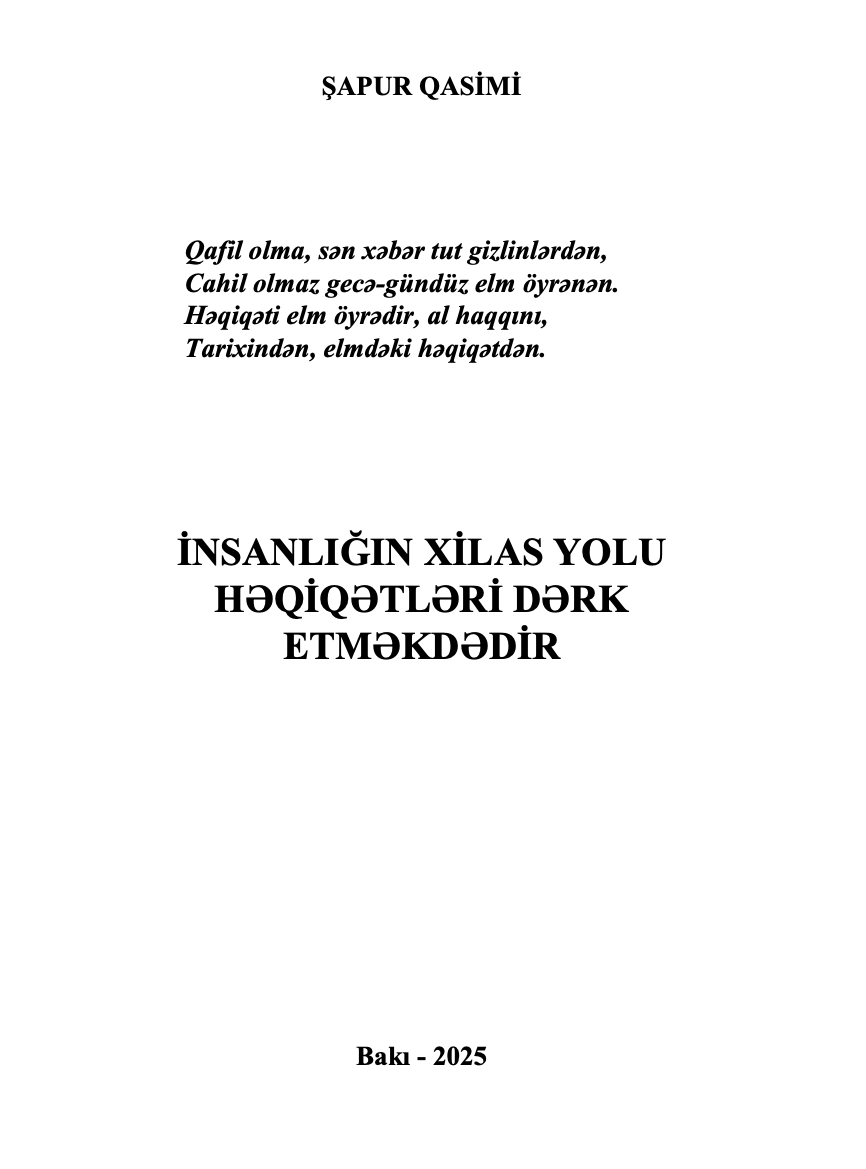 ŞAPUR QASİMİ
Qafil olma, sən xəbər tut gizlinlərdən,
Cahil olmaz gecə-gündüz elm öyrənən.
Həqiqəti elm öyrədir, al haqqını,
Tarixindən, elmdəki həqiqətdən.
İNSANLIĞIN XİLAS YOLU
HƏQİQƏTLƏRİ DƏRK
ETMƏKDƏDİR
Bakı - 2025